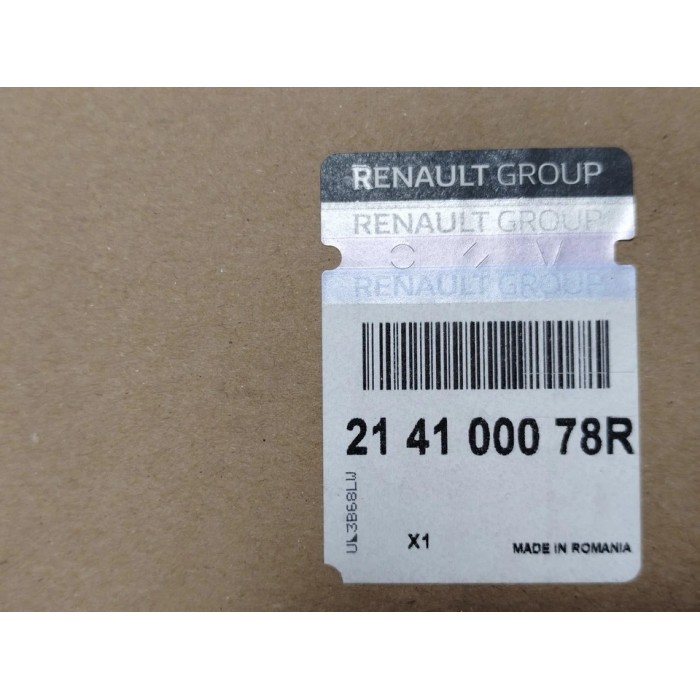 RENAULT GROUP
RENAULT GROUP
RENAULT GROUP
21 41 000 78R
UL3B68LW
X1
MADE IN ROMANIA